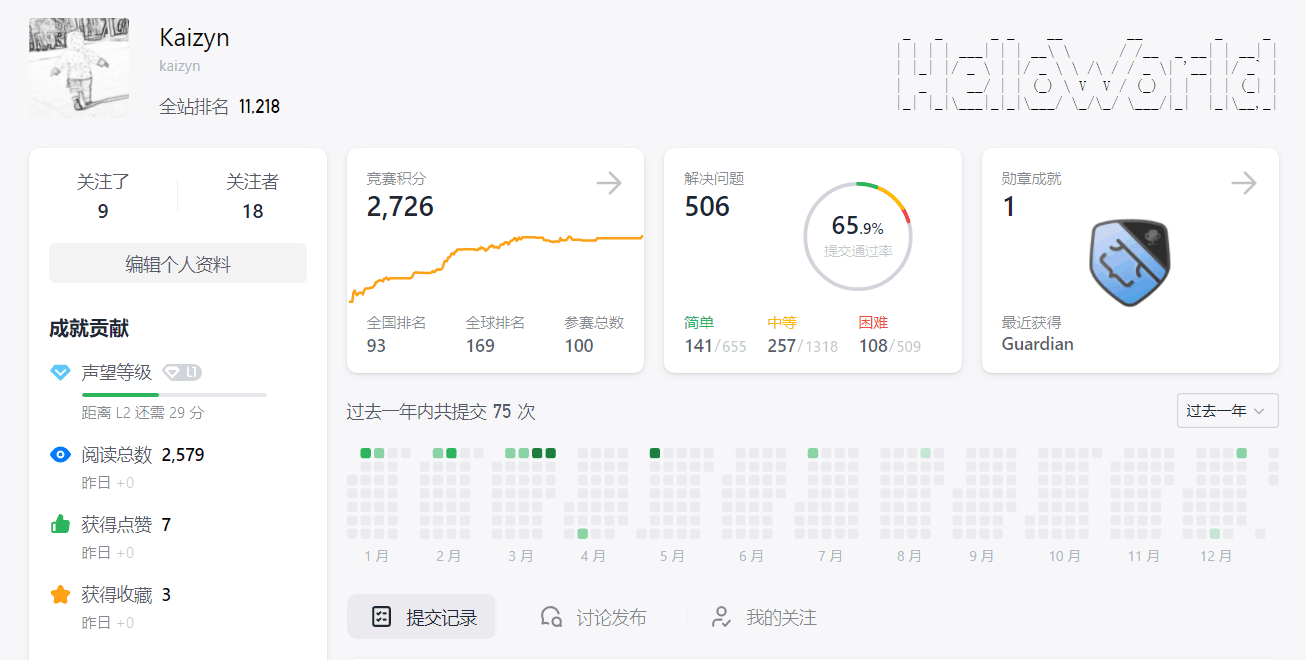 Kaizyn
kaizyn
全站排名 11,218
HelloWorld
关注了 关注者
9 18
编辑个人资料
成就贡献
声望等级 L1
距离 L2 还需 29 分
阅读总数 2,579
昨日 +0
获得点赞 7
昨日 +0
获得收藏 3
昨日 +0
竞赛积分
2,726
全国排名 全球排名 参赛总数
93 169 100
解决问题
506
65.9%
提交通过率
简单 中等 困难
141/655 257/1318 108/509
勋章成就
1
最近获得
Guardian
过去一年内共提交 75 次
过去一年
1 月 2 月 3 月 4 月 5 月 6 月 7 月 8 月 9 月 10 月 11 月 12 月
提交记录 讨论发布 我的关注